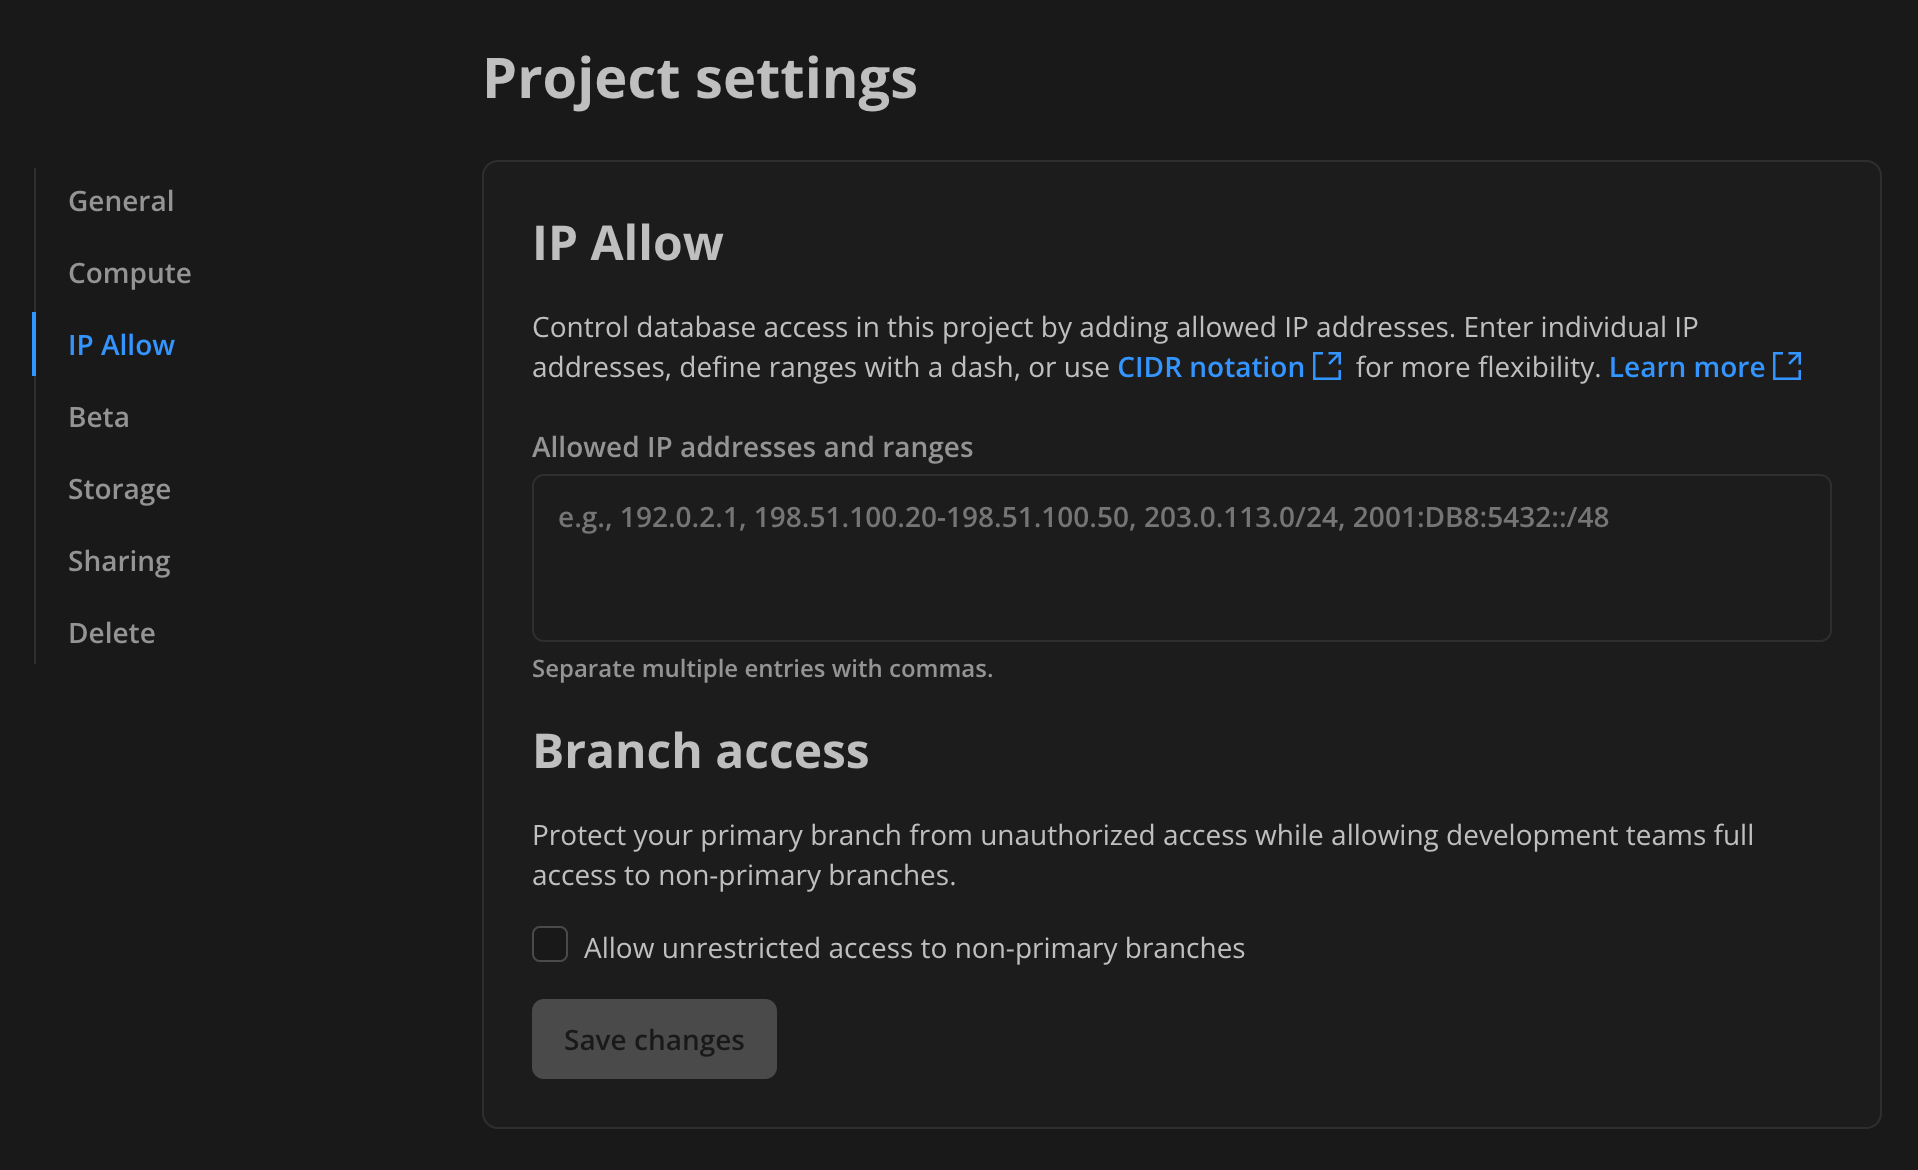 Project settings
General
Compute
IP Allow
Beta
Storage
Sharing
Delete
IP Allow
Control database access in this project by adding allowed IP addresses. Enter individual IP
addresses, define ranges with a dash, or use CIDR notation for more flexibility. Learn more
Allowed IP addresses and ranges
e.g., 192.0.2.1, 198.51.100.20-198.51.100.50, 203.0.113.0/24, 2001:DB8:5432::/48
Separate multiple entries with commas.
Branch access
Protect your primary branch from unauthorized access while allowing development teams full
access to non-primary branches.
Allow unrestricted access to non-primary branches
Save changes